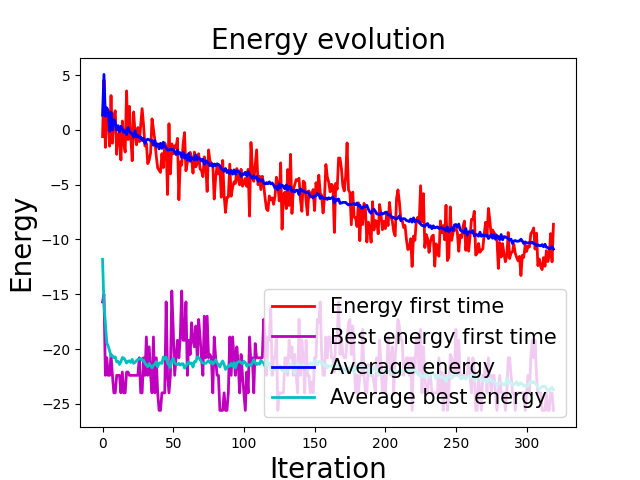 Energy evolution
Energy
5
0
−5
−10
−15
−20
−25
0
50
100
150
200
250
300
Iteration
Energy first time
Best energy first time
Average energy
Average best energy